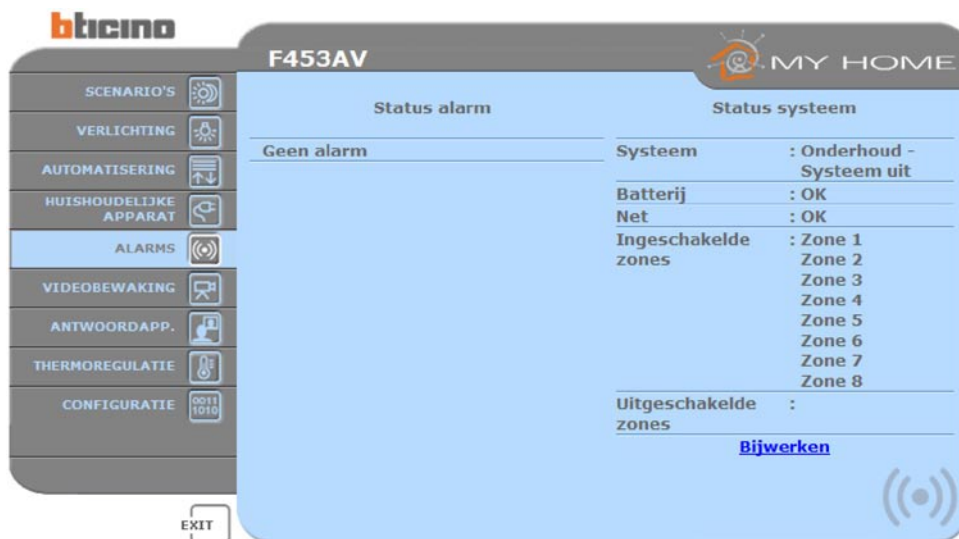 bticino
F453AV
MY HOME
SCENARIO'S
VERLICHTING
AUTOMATISERING
HUISHOUDELIJKE
APPARAT
0011
1010
ALARMS
VIDEOBEWAKING
ANTWOORDAPP.
THERMOREGULATIE
CONFIGURATIE
EXIT
Status alarm
Geen alarm
Status systeem
Systeem : Onderhoud -
Systeem uit
Batterij : OK
Net : OK
Ingeschakelde : Zone 1
zones Zone 2
Zone 3
Zone 4
Zone 5
Zone 6
Zone 7
Zone 8
Uitgeschakelde :
zones
Bijwerken